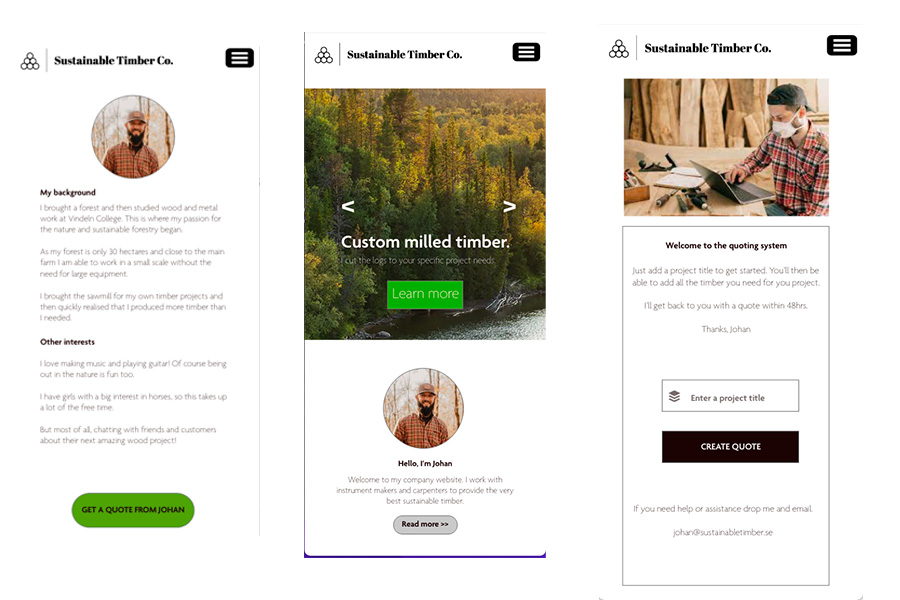 Sustainable Timber Co.
My background
I brought a forest and then studied wood and metal
work at Vindeln College. This is where my passion for
the nature and sustainable forestry began.
As my forest is only 30 hectares and close to the main
farm I am able to work in a small scale without the
need for large equipment.
I brought the sawmill for my own timber projects and
then quickly realised that I produced more timber than
I needed.
Other interests
I love making music and playing guitar! Of course being
out in the nature is fun too.
I have girls with a big interest in horses, so this takes up
a lot of the free time.
But most of all, chatting with friends and customers
about their next amazing wood project!
GET A QUOTE FROM JOHAN
Sustainable Timber Co.
< >
Custom milled timber.
I cut the logs to your specific project needs.
Learn more
Hello, I'm Johan
Welcome to my company website. I work with
instrument makers and carpenters to provide the very
best sustainable timber.
Read more >>
Sustainable Timber Co.
Welcome to the quoting system
Just add a project title to get started. You'll then be
able to add all the timber you need for you project.
I'll get back to you with a quote within 48hrs.
Thanks, Johan
Enter a project title
CREATE QUOTE
If you need help or assistance drop me and email.
johan@sustainabletimber.se